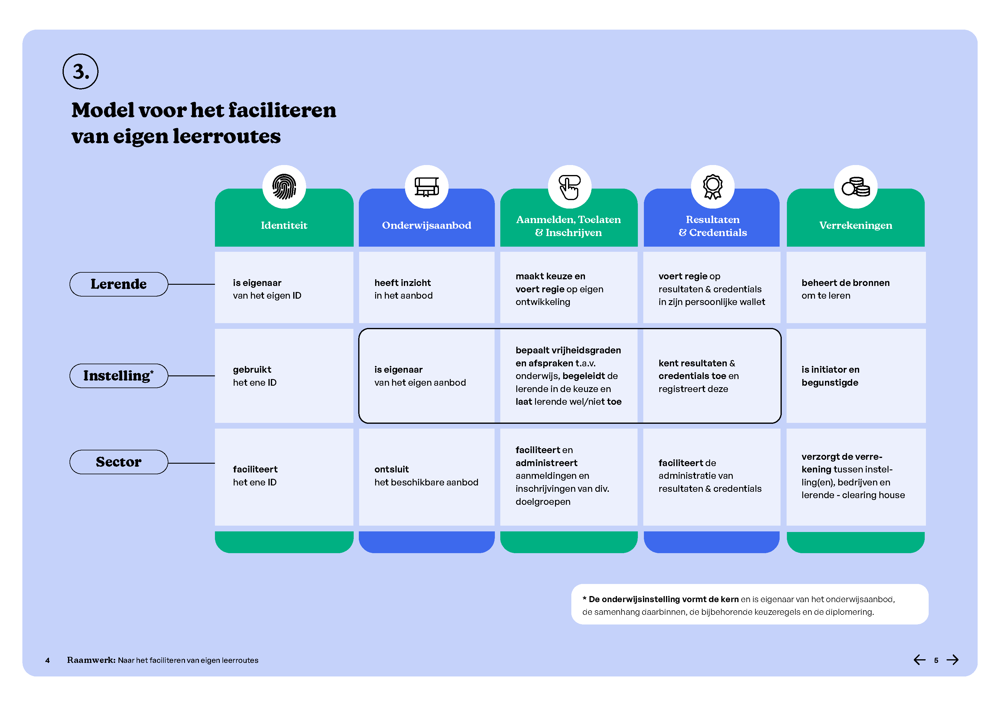 3.
Model voor het faciliteren
van eigen leerroutes
Identiteit
Onderwijsaanbod
Aanmelden, Toelaten
& Inschrijven
Resultaten
& Credentials
Verrekeningen
Lerende
is eigenaar
van het eigen ID
heeft inzicht
in het aanbod
maakt keuze en
voert regie op eigen
ontwikkeling
voert regie op
resultaten & credentials
in zijn persoonlijke wallet
beheert de bronnen
om te leren
Instelling*
gebruikt
het ene ID
is eigenaar
van het eigen aanbod
bepaalt vrijheidsgraden
en afspraken t.a.v.
onderwijs, begeleidt de
lerende in de keuze en
laat lerende wel/niet toe
kent resultaten &
credentials toe en
registreert deze
is initiator en
begunstigde
Sector
faciliteert
het ene ID
ontsluit
het beschikbare aanbod
faciliteert en
administreert
aanmeldingen en
inschrijvingen van div.
doelgroepen
faciliteert de
administratie van
resultaten & credentials
verzorgt de verre-
kening tussen instel-
ling(en), bedrijven en
lerende - clearing house
* De onderwijsinstelling vormt de kern en is eigenaar van het onderwijsaanbod,
de samenhang daarbinnen, de bijbehorende keuzeregels en de diplomering.
4 Raamwerk: Naar het faciliteren van eigen leerroutes
← 5 →